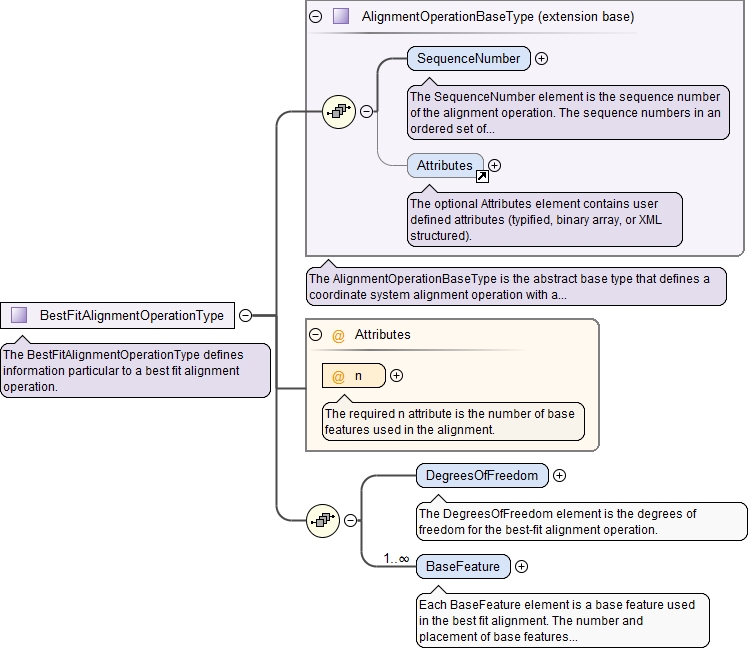 AlignmentOperationBaseType (extension base)
SequenceNumber
The SequenceNumber element is the sequence number
of the alignment operation. The sequence numbers in an
ordered set of...
Attributes
The optional Attributes element contains user
defined attributes (typified, binary array, or XML
structured).
The AlignmentOperationBaseType is the abstract base type that defines a
coordinate system alignment operation with a...
BestFitAlignmentOperationType
The BestFitAlignmentOperationType defines
information particular to a best fit alignment
operation.
@ Attributes
@ n
The required n attribute is the number of base
features used in the alignment.
DegreesOfFreedom
The DegreesOfFreedom element is the degrees of
freedom for the best-fit alignment operation.
1..∞
BaseFeature
Each BaseFeature element is a base feature used
in the best fit alignment. The number and
placement of base features...